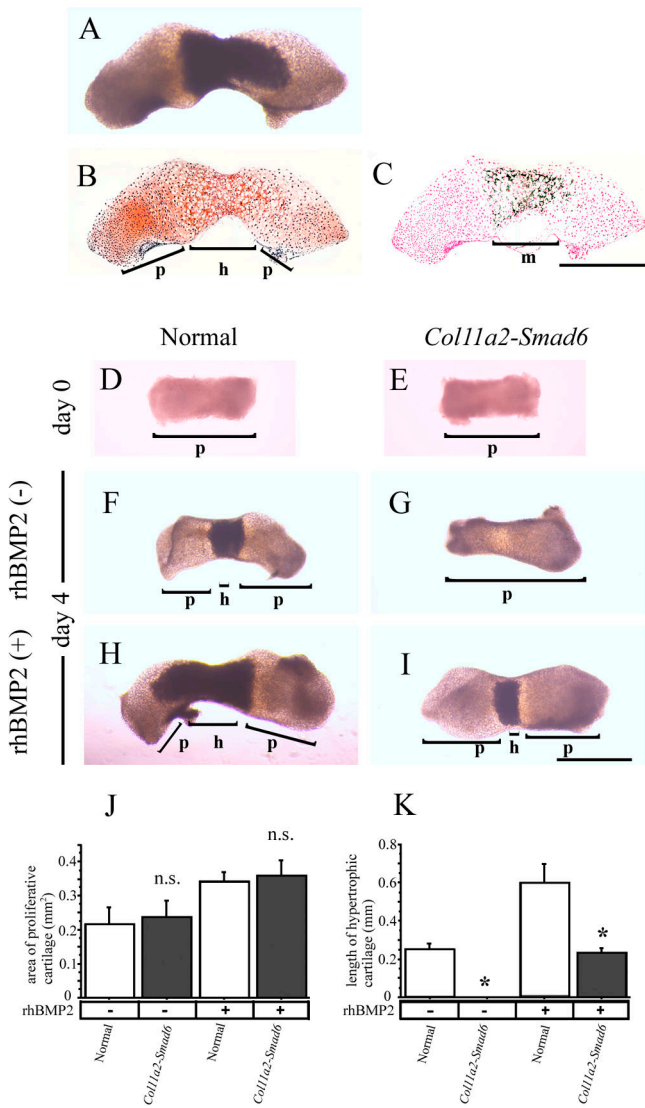 A
B
C
p h p
m
Normal Col11a2-Smad6
day 0
D
E
p
p
rhBMP2 (-)
F
G
p h p
p
day 4
rhBMP2 (+)
H
I
p h p
p h p
J
K
area of proliferative
cartilage (mm2)
0.4
0.3
0.2
0.1
0
n.s.
n.s.
rhBMP2 - - + +
Normal
Col11a2-Smad6
Normal
Col11a2-Smad6
length of hypertrophic
cartilage (mm)
0.8
0.6
0.4
0.2
0
*
*
rhBMP2 - - + +
Normal
Col11a2-Smad6
Normal
Col11a2-Smad6